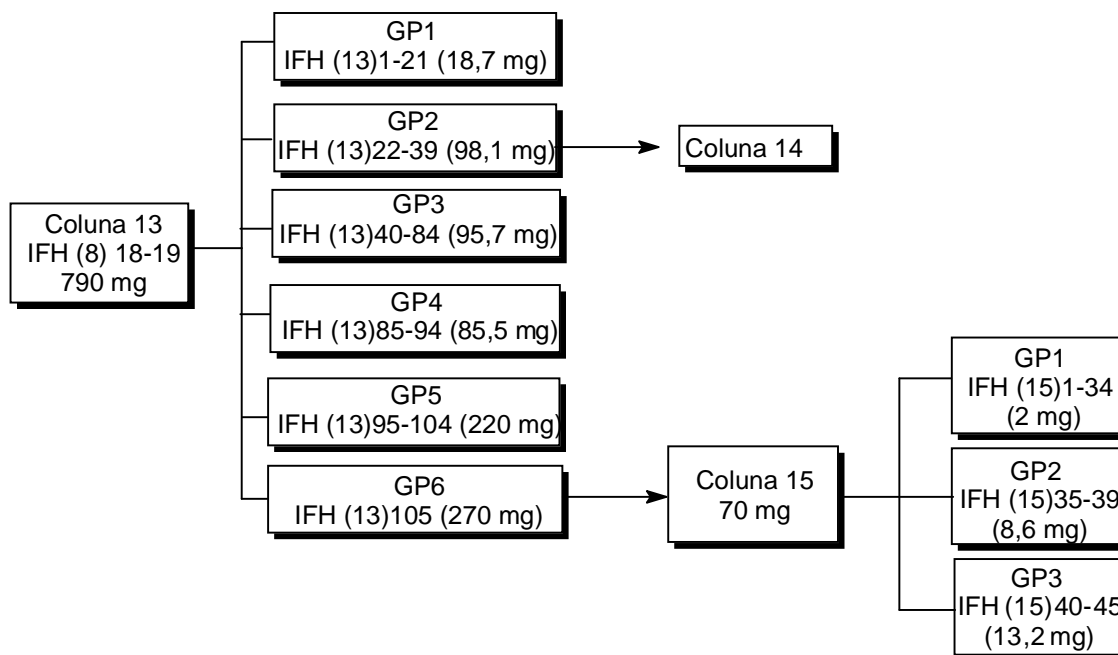 Coluna 13
IFH (8) 18-19
790 mg
GP1
IFH (13)1-21 (18,7 mg)
GP2
IFH (13)22-39 (98,1 mg)
GP3
IFH (13)40-84 (95,7 mg)
GP4
IFH (13)85-94 (85,5 mg)
GP5
IFH (13)95-104 (220 mg)
GP6
IFH (13)105 (270 mg)
Coluna 14
Coluna 15
70 mg
GP1
IFH (15)1-34
(2 mg)
GP2
IFH (15)35-39
(8,6 mg)
GP3
IFH (15)40-45
(13,2 mg)